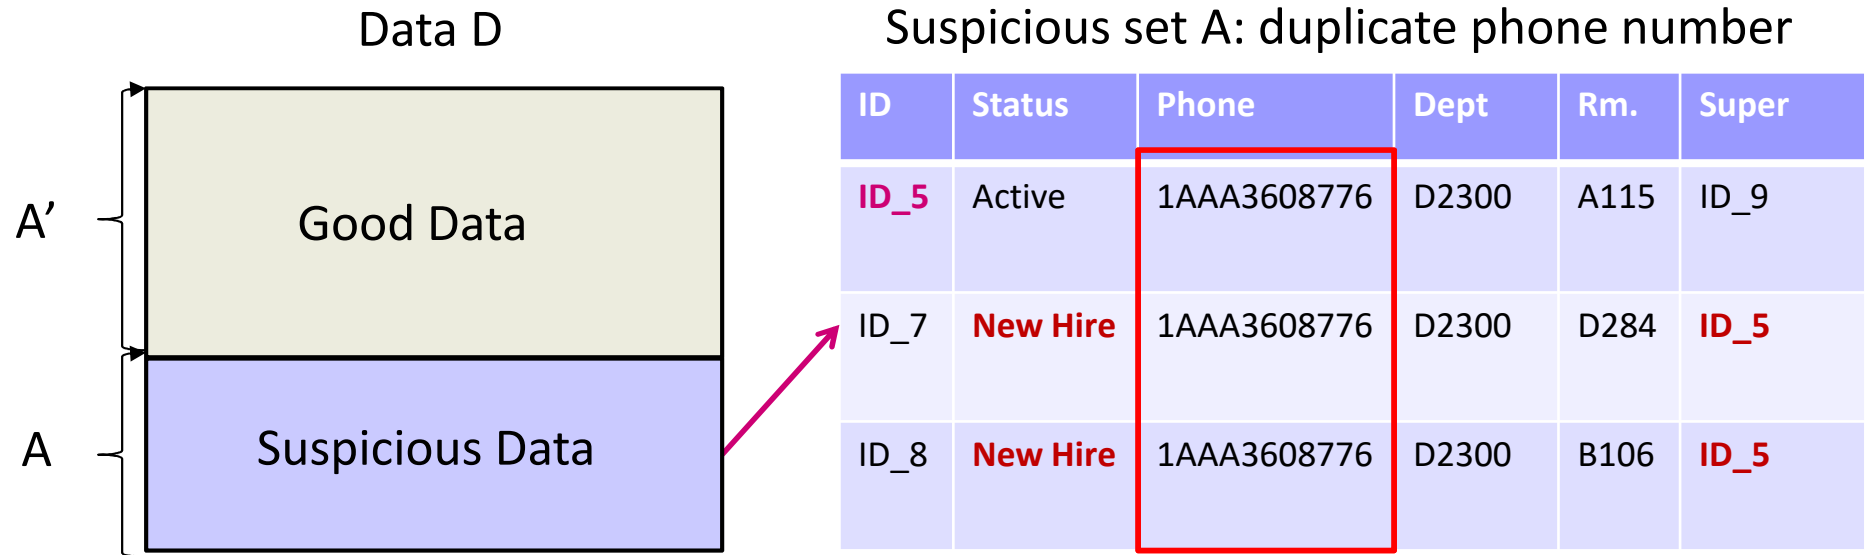 Data D
A’
Good Data
A
Suspicious Data
Suspicious set A: duplicate phone number
ID Status Phone Dept Rm. Super
ID_5 Active 1AAA3608776 D2300 A115 ID_9
ID_7 New Hire 1AAA3608776 D2300 D284 ID_5
ID_8 New Hire 1AAA3608776 D2300 B106 ID_5